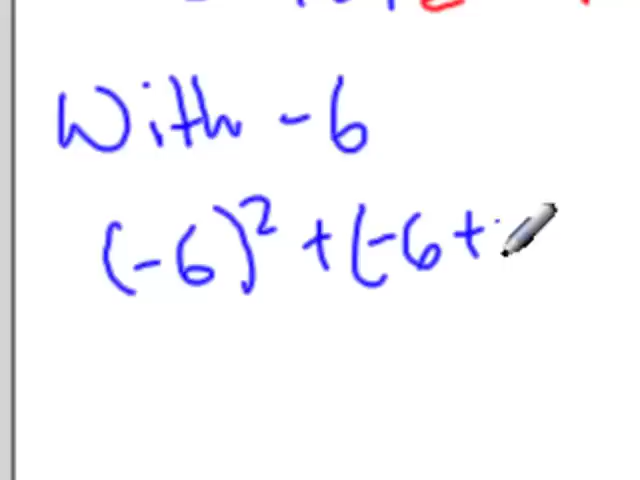 With -6
(-6)² + (-6 +